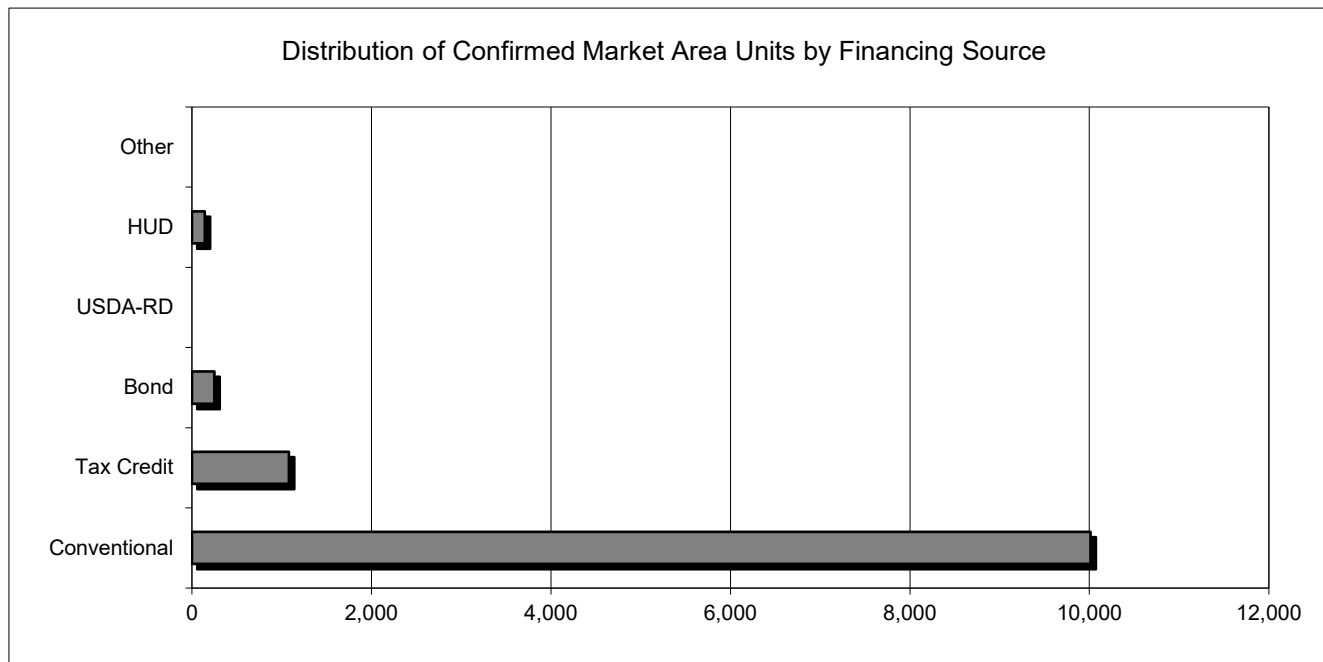 Distribution of Confirmed Market Area Units by Financing Source
Other
HUD
USDA-RD
Bond
Tax Credit
Conventional
0 2,000 4,000 6,000 8,000 10,000 12,000